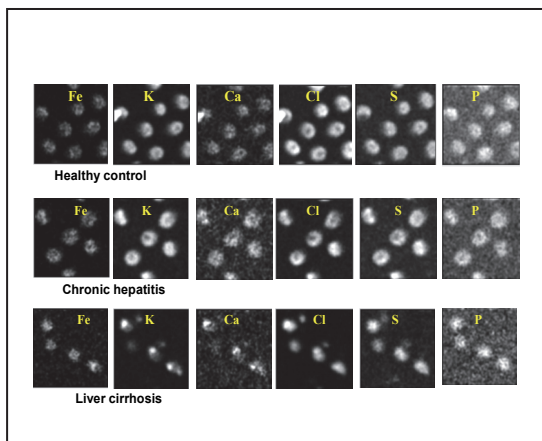 Fe K Ca Cl S P
Healthy control
Fe K Ca Cl S P
Chronic hepatitis
Fe K Ca Cl S P
Liver cirrhosis